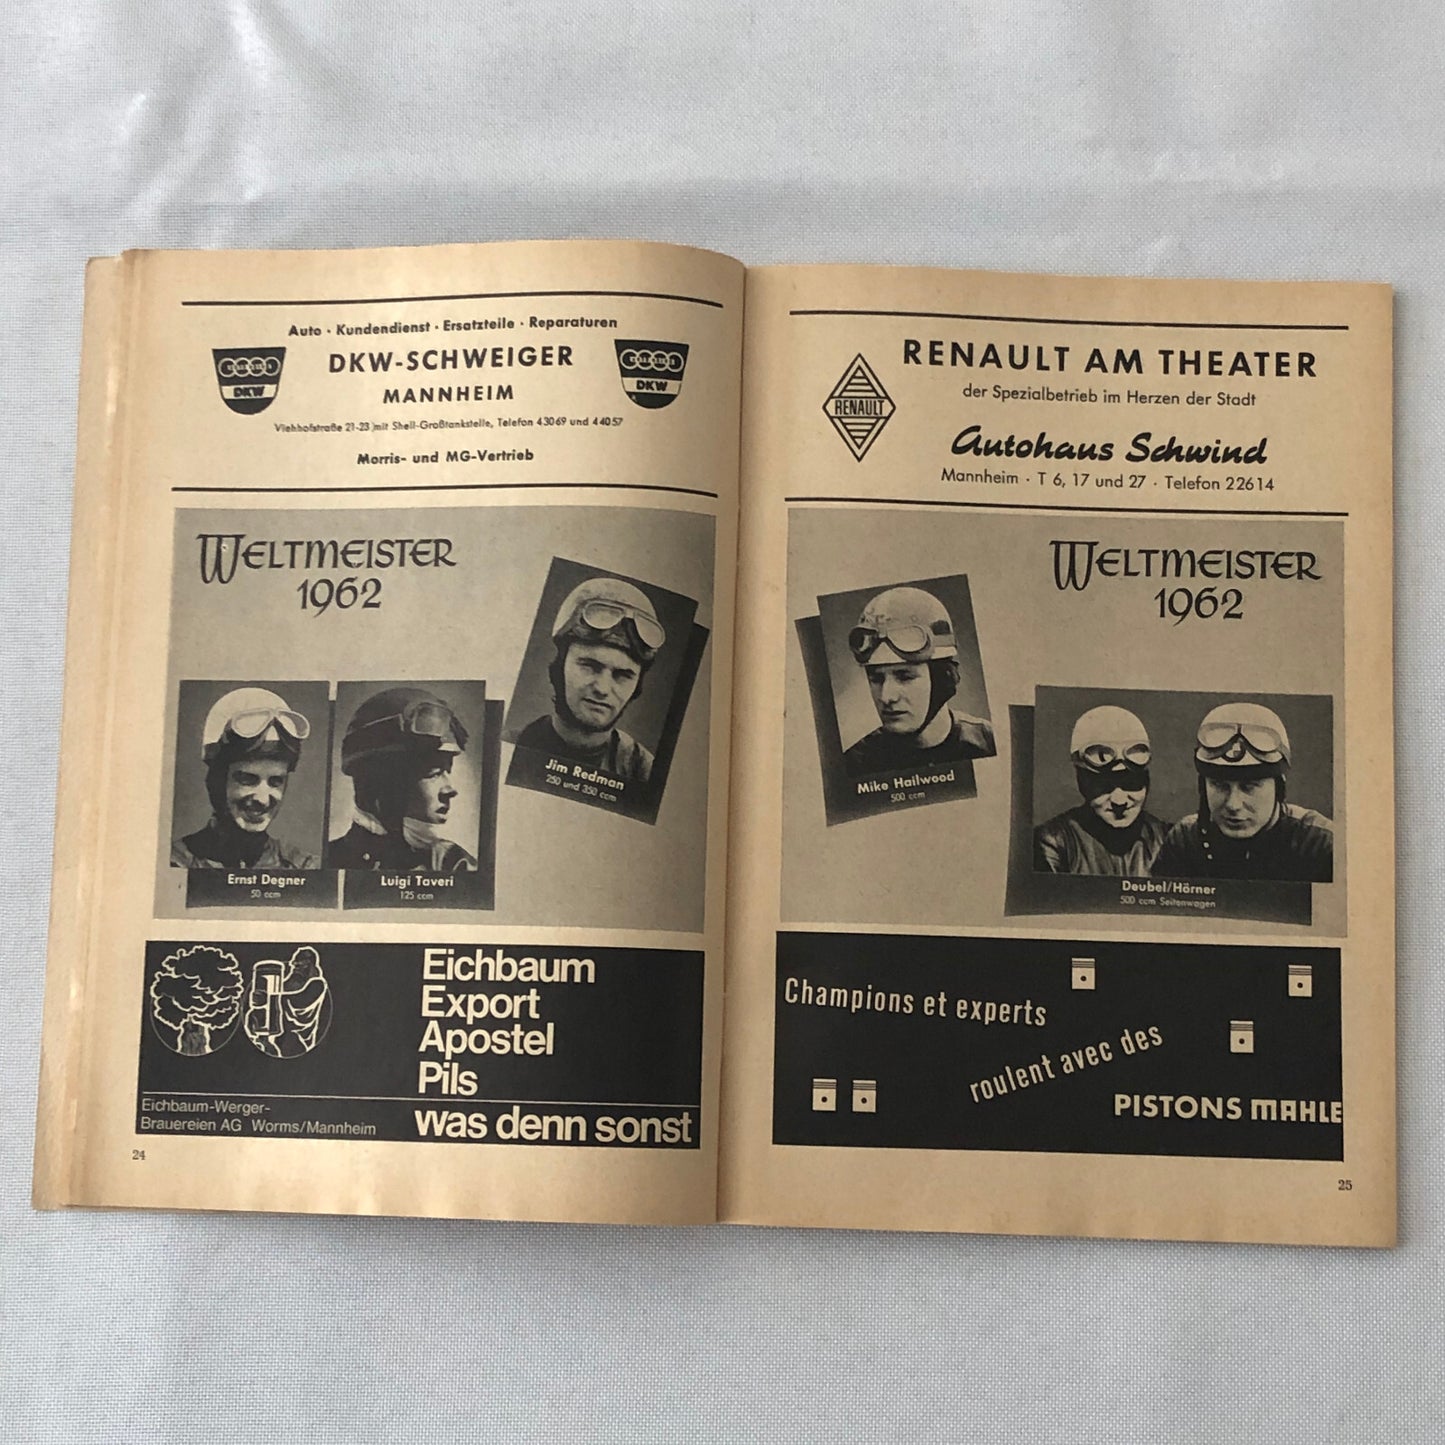 Auto · Kundendienst · Ersatzteile · Reparaturen
DKW-SCHWEIGER
MANNHEIM
DKW
DKW
Viehhofstraße 21-23 mit Shell-Großtankstelle, Telefon 43069 und 44057
Morris- und MG-Vertrieb
WELTMEISTER
1962
Jim Redman
250 und 350 ccm
Ernst Degner
50 ccm
Luigi Taveri
125 ccm
Eichbaum
Export
Apostel
Pils
was denn sonst
Eichbaum-Werger-
Brauereien AG Worms/Mannheim
24
RENAULT AM THEATER
der Spezialbetrieb im Herzen der Stadt
RENAULT
Autohaus Schwind
Mannheim · T 6, 17 und 27 · Telefon 22614
WELTMEISTER
1962
Mike Hailwood
500 ccm
Deubel/Hörner
500 ccm Seitenwagen
Champions et experts
roulent avec des
PISTONS MAHLE
25